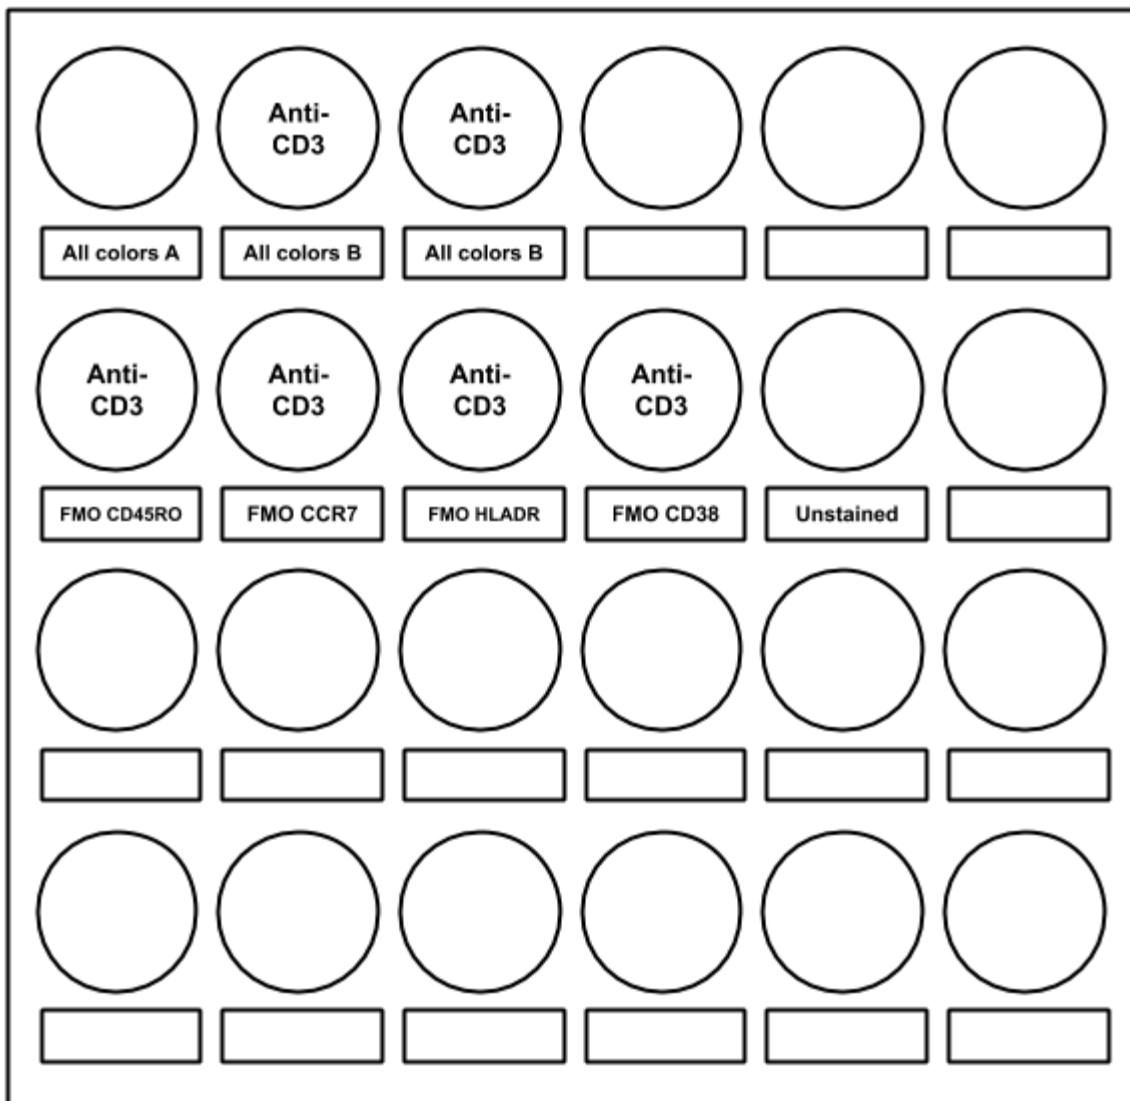 Anti-
CD3
Anti-
CD3
All colors A
All colors B
All colors B
Anti-
CD3
Anti-
CD3
Anti-
CD3
Anti-
CD3
FMO CD45RO
FMO CCR7
FMO HLADR
FMO CD38
Unstained